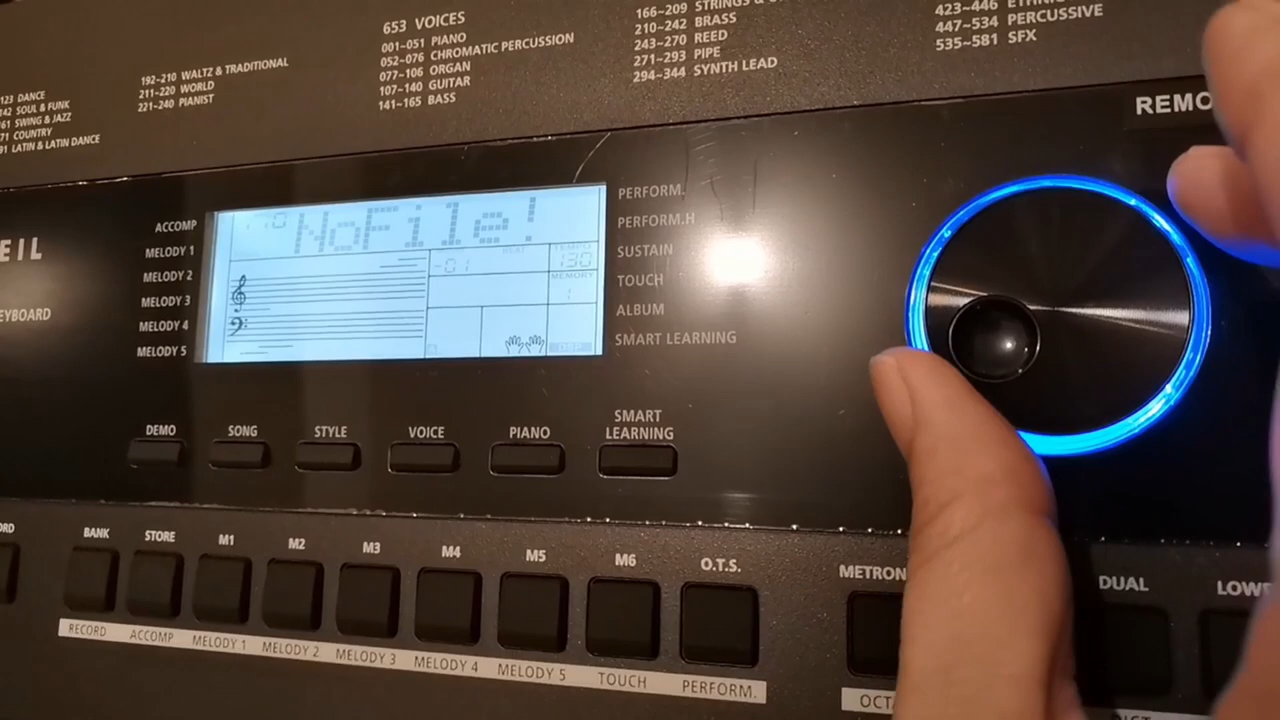 123 DANCE
SOUL & FUNK
SWING & JAZZ
COUNTRY
LATIN & LATIN DANCE
192~210 WALTZ & TRADITIONAL
211~220 WORLD
221~240 PIANIST
653 VOICES
001~051 PIANO
052~076 CHROMATIC PERCUSSION
077~106 ORGAN
107~140 GUITAR
141~165 BASS
166~209 STRINGS &
210~242 BRASS
243~270 REED
271~293 PIPE
294~344 SYNTH LEAD
423~446
447~534 PERCUSSIVE
535~581 SFX
REMO
EIL
EYBOARD
ACCOMP
MELODY 1
MELODY 2
MELODY 3
MELODY 4
MELODY 5
NoFile!
BEAT
TEMPO
-01
130
MEMORY
1
PERFORM.
PERFORM.H
SUSTAIN
TOUCH
ALBUM
SMART LEARNING
DEMO
SONG
STYLE
VOICE
PIANO
SMART
LEARNING
BANK
STORE
M1
M2
M3
M4
M5
M6
O.T.S.
METRON
DUAL
LOWE
RECORD
ACCOMP
MELODY 1
MELODY 2
MELODY 3
MELODY 4
MELODY 5
TOUCH
PERFORM.
OCT